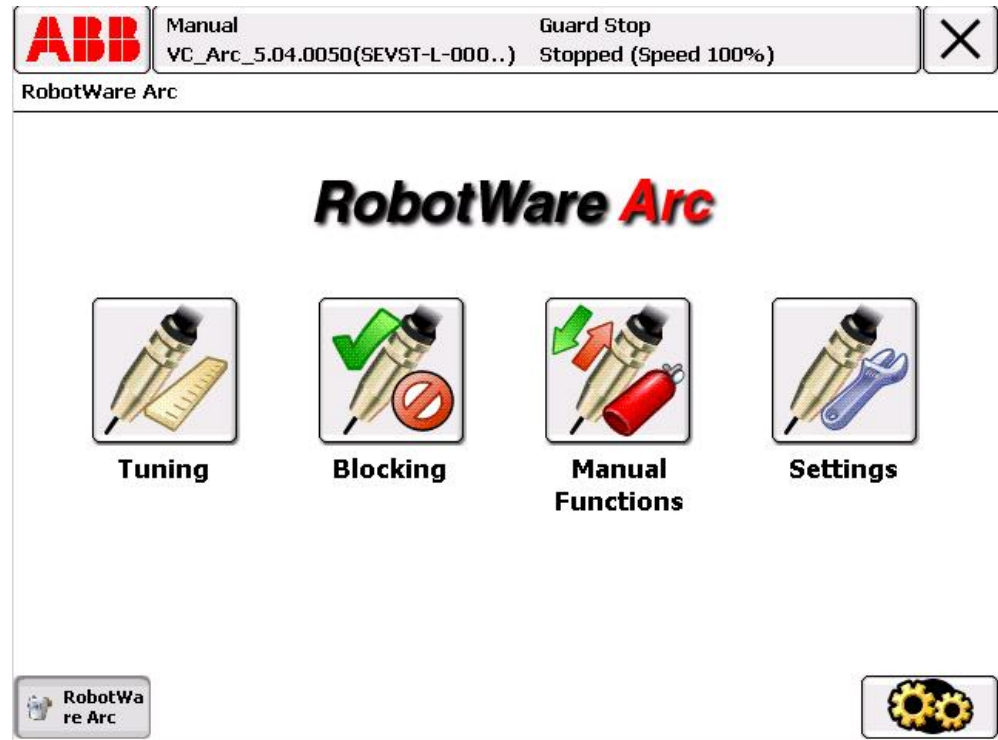 ABB
Manual
VC_Arc_5.04.0050(SEVST-L-000..)
Guard Stop
Stopped (Speed 100%)
RobotWare Arc
RobotWare Arc
Tuning
Blocking
Manual
Functions
Settings
RobotWa
re Arc